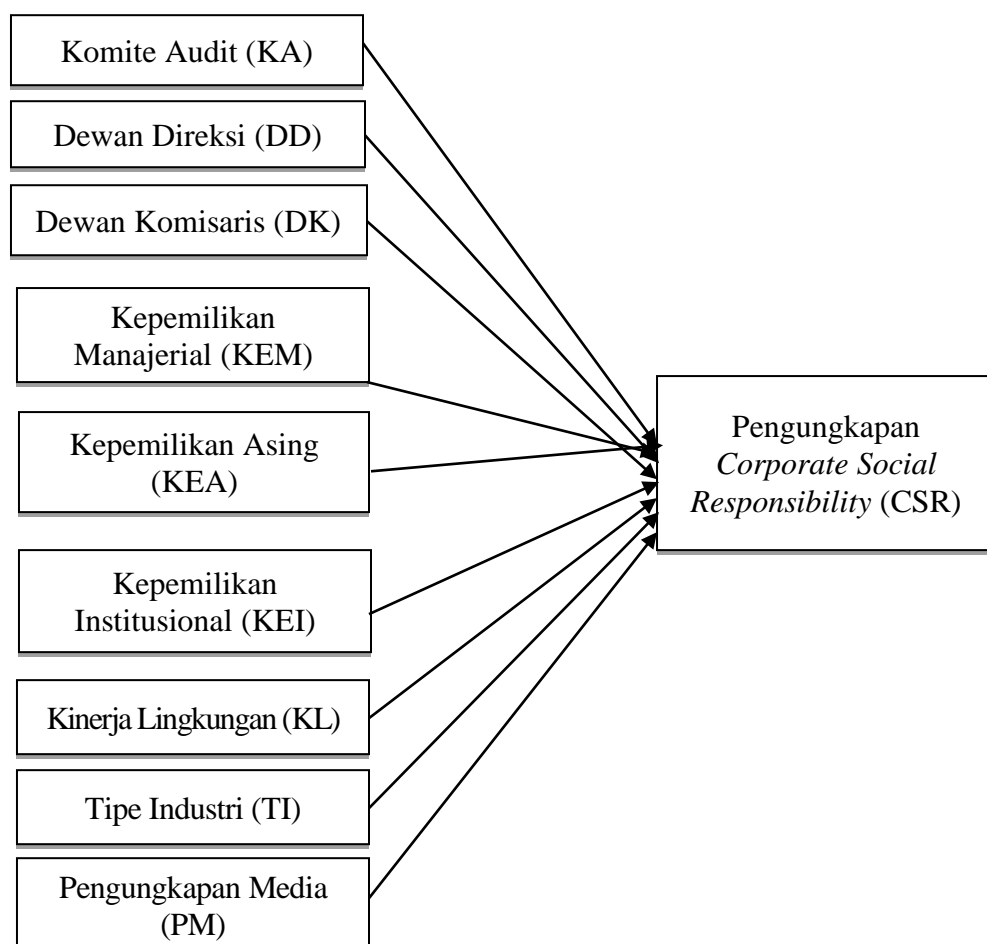 Komite Audit (KA)
Dewan Direksi (DD)
Dewan Komisaris (DK)
Kepemilikan
Manajerial (KEM)
Kepemilikan Asing
(KEA)
Kepemilikan
Institusional (KEI)
Kinerja Lingkungan (KL)
Tipe Industri (TI)
Pengungkapan Media
(PM)
Pengungkapan
Corporate Social
Responsibility (CSR)